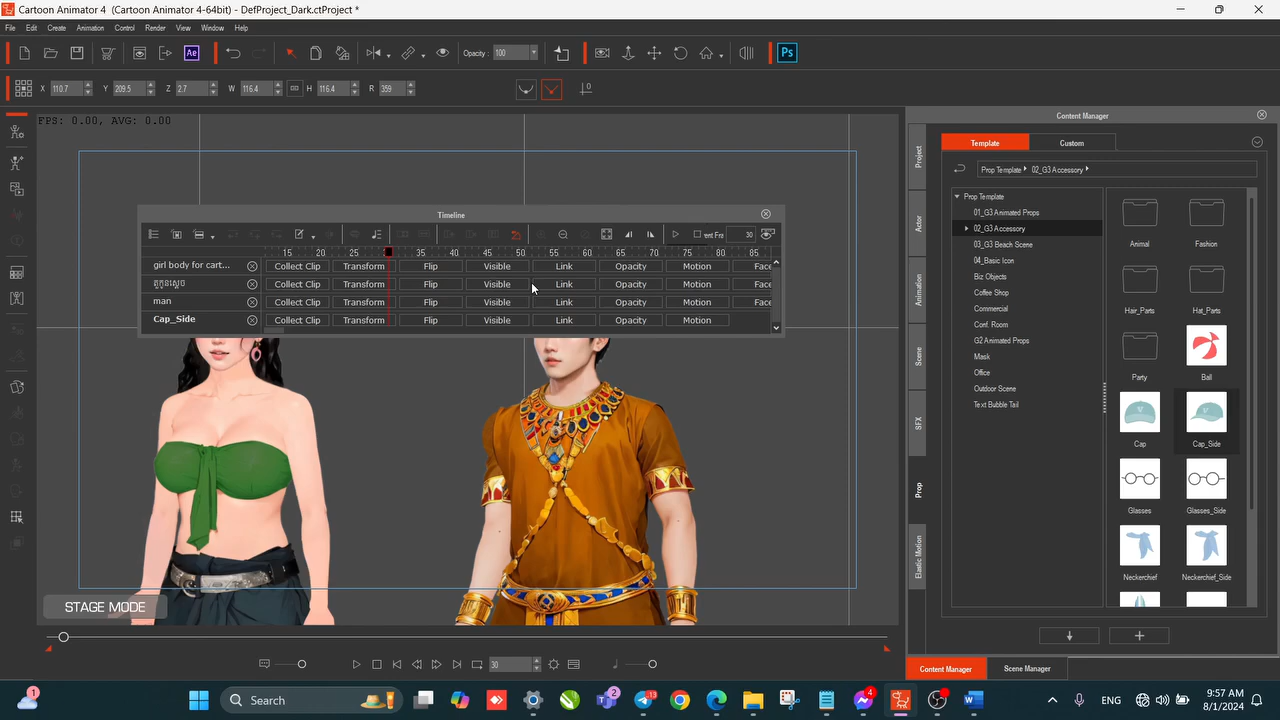 Cartoon Animator 4 (Cartoon Animator 4-64bit) - DefProject_Dark.ctProject *
File Edit Create Animation Control Render View Window Help
Ae Opacity : 100 Ps
X 110.7 Y 209.5 Z 2.7 W 116.4 H 116.4 R 359
FPS: 0.00, AVG: 0.00
Content Manager
Template Custom
Prop Template 02_G3 Accessory
Project
Actor
Animation
Scene
SFX
Prop
Elastic Motion
Prop Template
01_G3 Animated Props
02_G3 Accessory
03_G3 Beach Scene
04_Basic Icon
Biz Objects
Coffee Shop
Commercial
Conf. Room
G2 Animated Props
Mask
Office
Outdoor Scene
Text Bubble Tail
Animal Fashion
Hair_Parts Hat_Parts
Party Ball
Cap Cap_Side
Glasses Glasses_Side
Neckerchief Neckerchief_Side
Timeline
30
15 20 25 35 40 45 50 55 60 65 70 75 80 85
girl body for cart... Collect Clip Transform Flip Visible Link Opacity Motion Face
Collect Clip Transform Flip Visible Link Opacity Motion Face
man Collect Clip Transform Flip Visible Link Opacity Motion Face
Cap_Side Collect Clip Transform Flip Visible Link Opacity Motion
STAGE MODE
30
Content Manager Scene Manager
1 Search 2 13 4 ENG 9:57 AM
8/1/2024